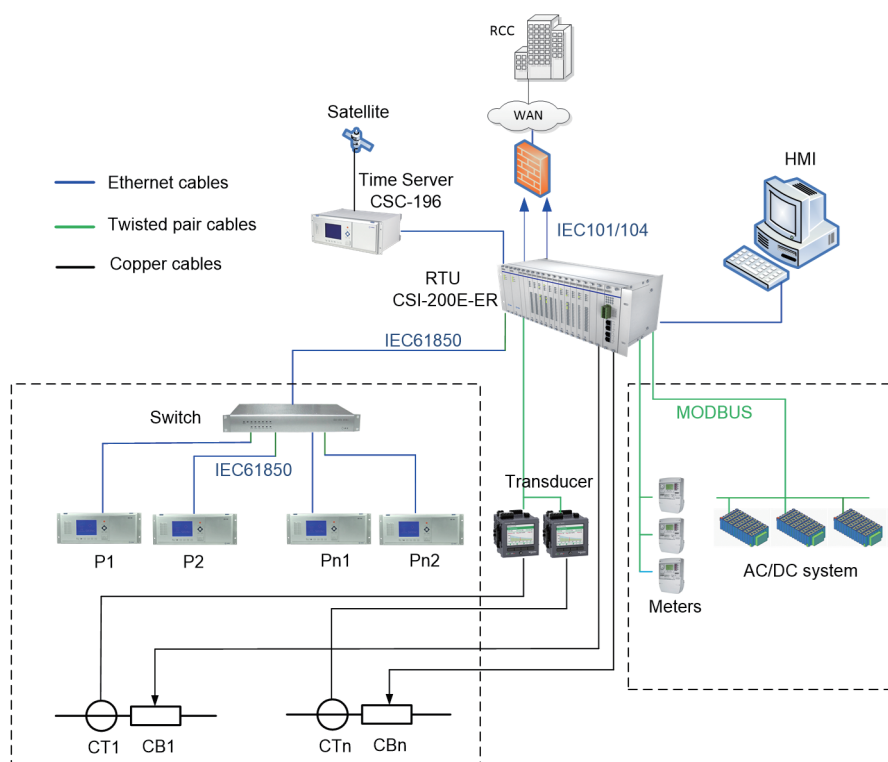 RCC
WAN
Satellite
HMI
Ethernet cables
Time Server
CSC-196
Twisted pair cables
IEC101/104
Copper cables
RTU
CSI-200E-ER
IEC61850
Switch
MODBUS
IEC61850
Transducer
P1
P2
Pn1
Pn2
AC/DC system
Meters
CT1
CB1
CTn
CBn